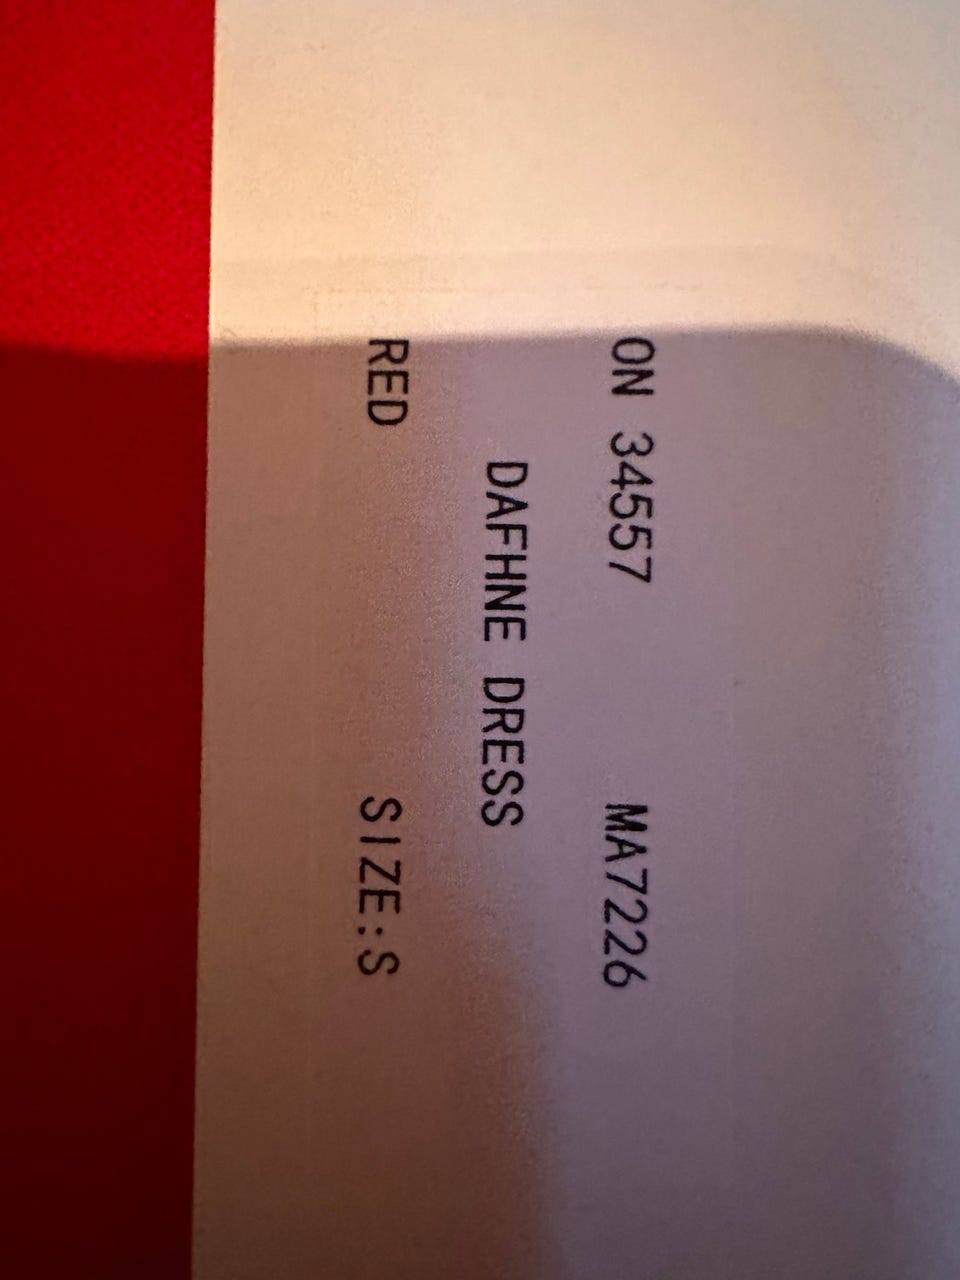 ON 34557 MA7226
DAFHNE DRESS
RED SIZE:S